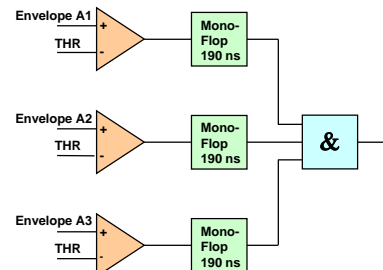 Envelope A1
+
THR
-
Mono-
Flop
190 ns
Envelope A2
+
THR
-
Mono-
Flop
190 ns
&
Envelope A3
+
THR
-
Mono-
Flop
190 ns